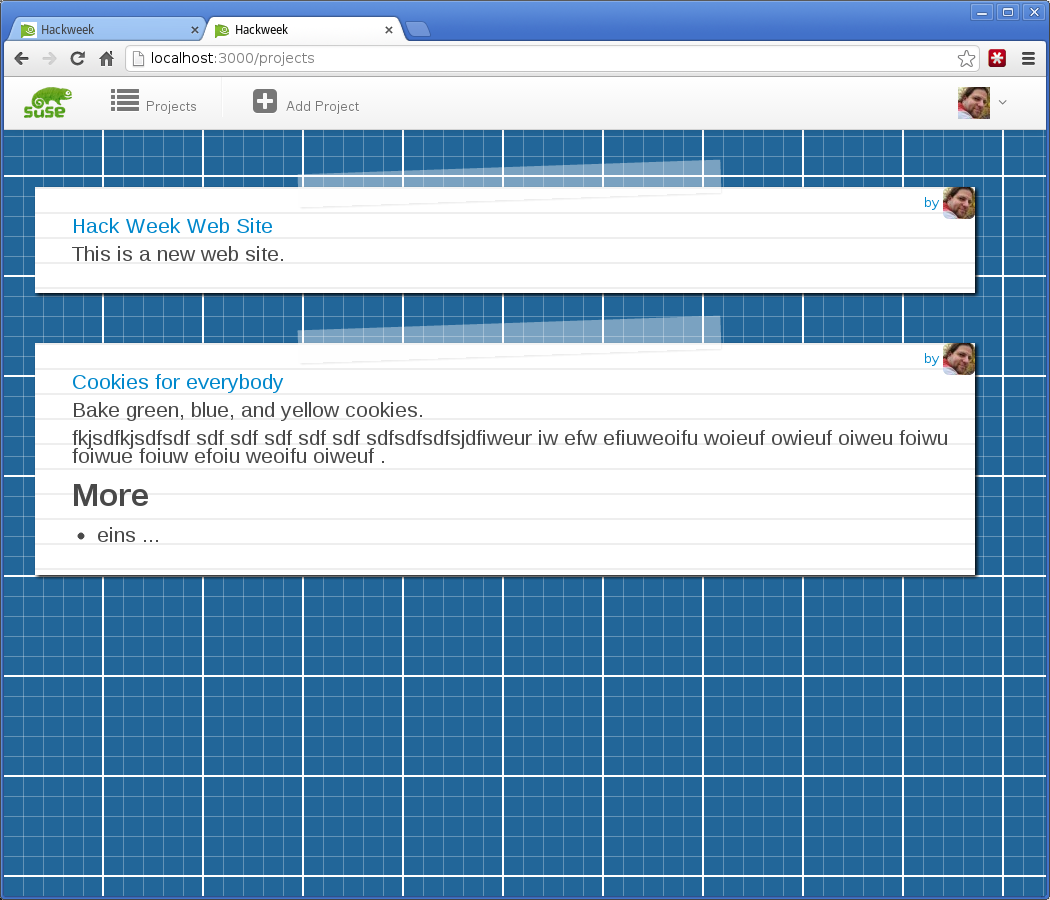 Hackweek
Hackweek
localhost:3000/projects
SUSE
Projects
Add Project
by
Hack Week Web Site
This is a new web site.
by
Cookies for everybody
Bake green, blue, and yellow cookies.
fkjsdfkjsdfsdf sdf sdf sdf sdf sdf sdfsdfsdfsjdfiweur iw efw efiuweoifu woieuf owieuf oiweu foiwu
foiwue foiuw efoiu weoifu oiweuf .
More
• eins ...